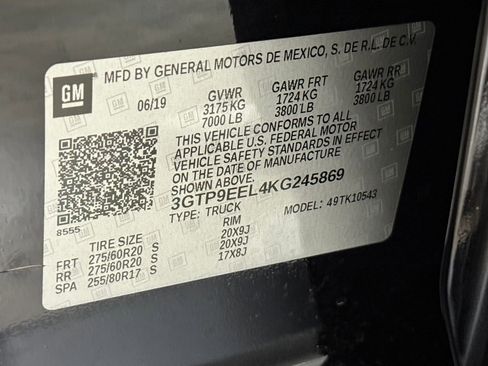 GM
MFD BY GENERAL MOTORS DE MEXICO, S. DE R.L. DE C.V.
06/19 GVWR GAWR FRT GAWR RR
3175 KG 1724 KG 1724 KG
7000 LB 3800 LB 3800 LB
THIS VEHICLE CONFORMS TO ALL
APPLICABLE U.S. FEDERAL MOTOR
VEHICLE SAFETY STANDARDS IN EFFECT
ON THE DATE OF MANUFACTURE
SHOWN ABOVE.
3GTP9EEL4KG245869
8555 TYPE: TRUCK MODEL: 49TK10543
TIRE SIZE RIM
FRT 275/60R20 S 20X9J
RR 275/60R20 S 20X9J
SPA 255/80R17 S 17X8J